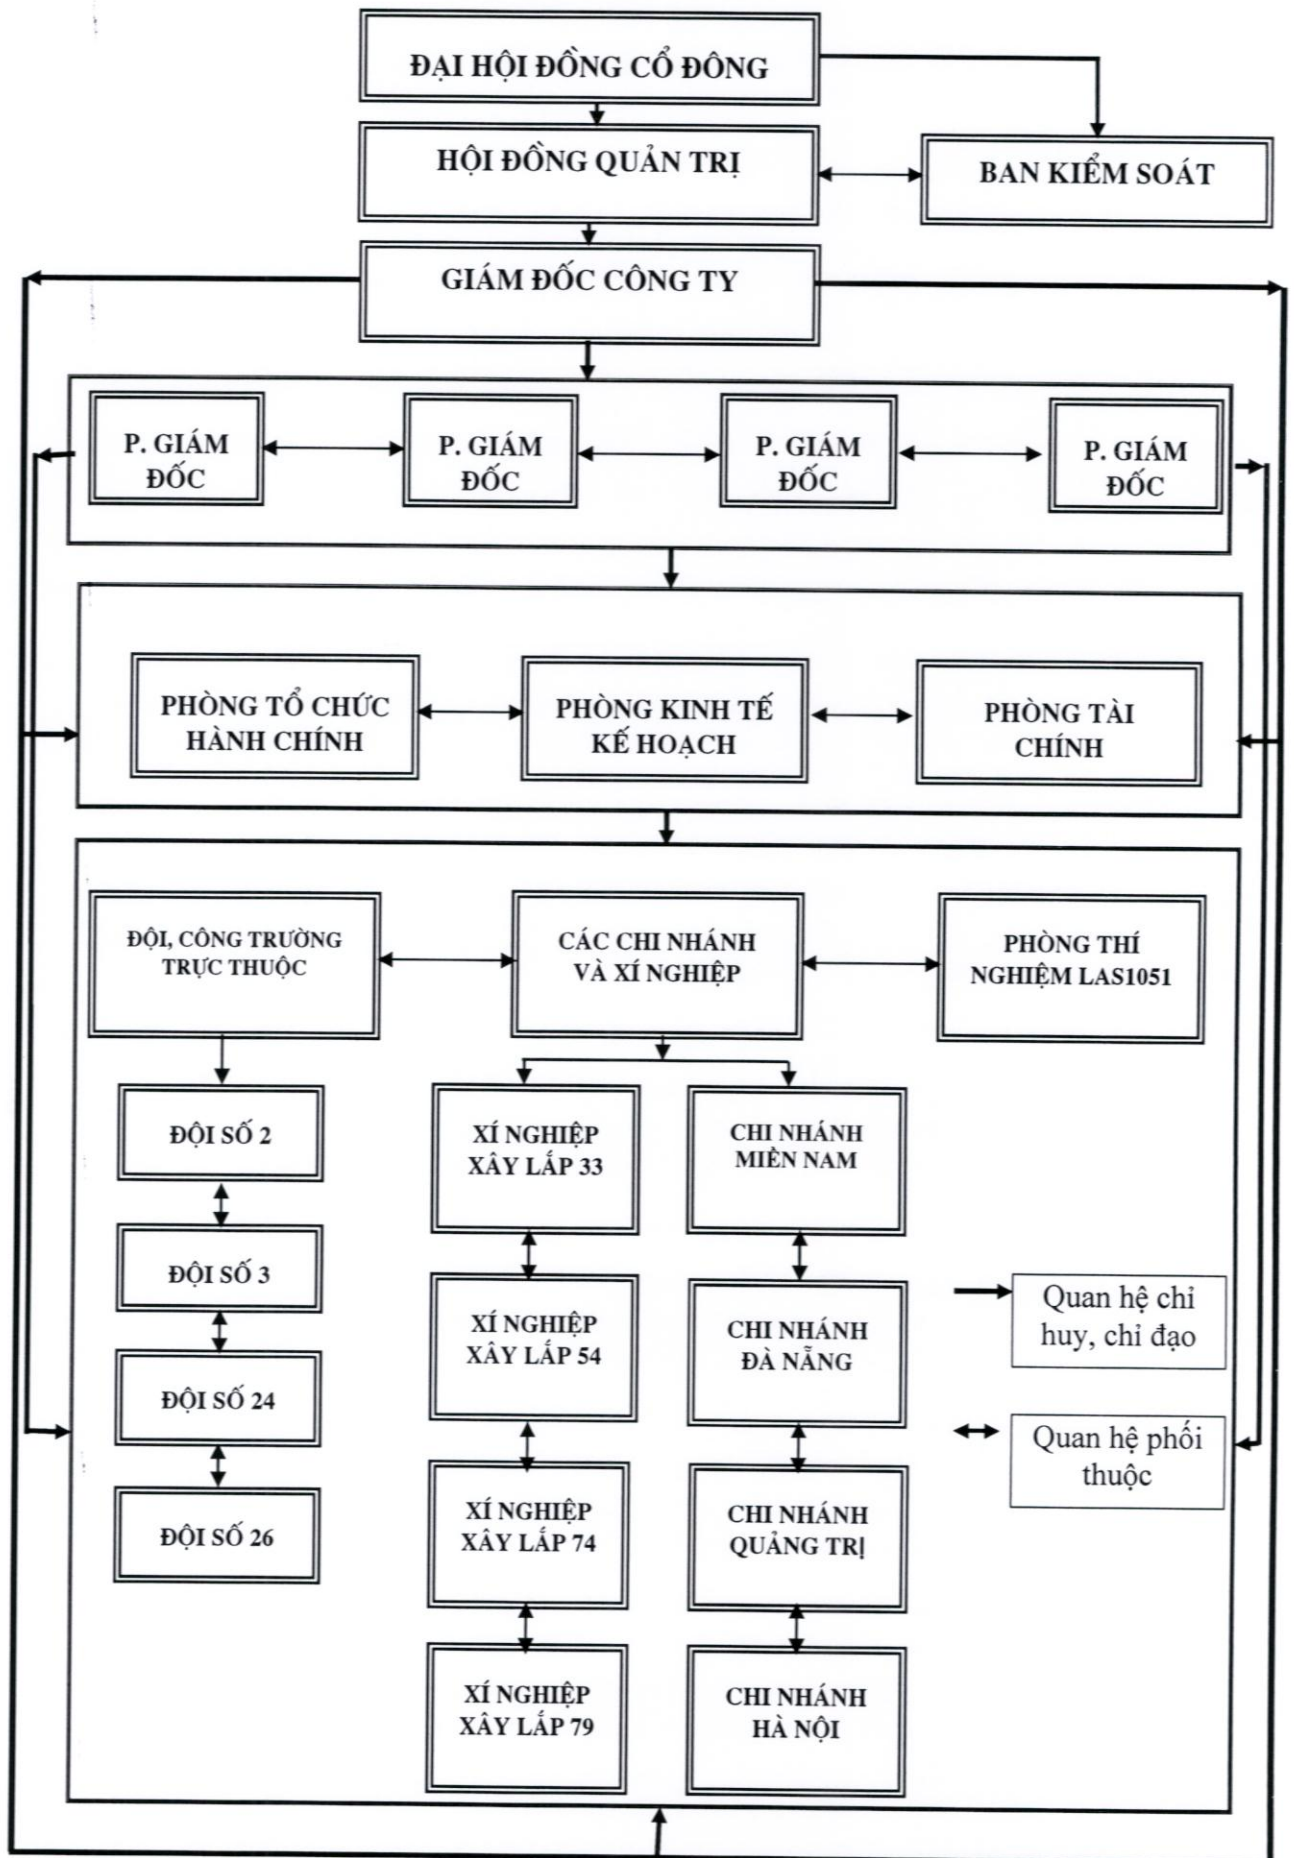 ĐẠI HỘI ĐỒNG CỔ ĐÔNG
HỘI ĐỒNG QUẢN TRỊ
BAN KIỂM SOÁT
GIÁM ĐỐC CÔNG TY
P. GIÁM
ĐỐC
P. GIÁM
ĐỐC
P. GIÁM
ĐỐC
P. GIÁM
ĐỐC
PHÒNG TỔ CHỨC
HÀNH CHÍNH
PHÒNG KINH TẾ
KẾ HOẠCH
PHÒNG TÀI
CHÍNH
ĐỘI, CÔNG TRƯỜNG
TRỰC THUỘC
CÁC CHI NHÁNH
VÀ XÍ NGHIỆP
PHÒNG THÍ
NGHIỆM LAS1051
ĐỘI SỐ 2
ĐỘI SỐ 3
ĐỘI SỐ 24
ĐỘI SỐ 26
XÍ NGHIỆP
XÂY LẮP 33
XÍ NGHIỆP
XÂY LẮP 54
XÍ NGHIỆP
XÂY LẮP 74
XÍ NGHIỆP
XÂY LẮP 79
CHI NHÁNH
MIỀN NAM
CHI NHÁNH
ĐÀ NẴNG
CHI NHÁNH
QUẢNG TRỊ
CHI NHÁNH
HÀ NỘI
Quan hệ chỉ
huy, chỉ đạo
Quan hệ phối
thuộc